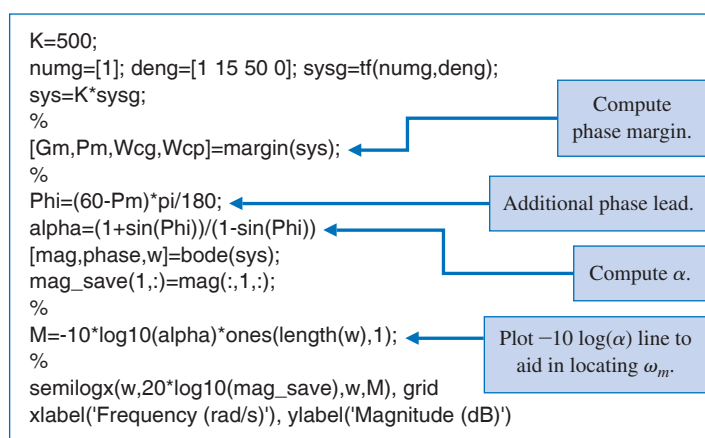 K=500;
numg=[1]; deng=[1 15 50 0]; sysg=tf(numg,deng);
sys=K*sysg;
%
[Gm,Pm,Wcg,Wcp]=margin(sys);
%
Phi=(60-Pm)*pi/180;
alpha=(1+sin(Phi))/(1-sin(Phi))
[mag,phase,w]=bode(sys);
mag_save(1,:)=mag(:,1,:);
%
M=-10*log10(alpha)*ones(length(w),1);
%
semilogx(w,20*log10(mag_save),w,M), grid
xlabel('Frequency (rad/s)'), ylabel('Magnitude (dB)')
Compute
phase margin.
Additional phase lead.
Compute α.
Plot −10 log(α) line to
aid in locating ωₘ.